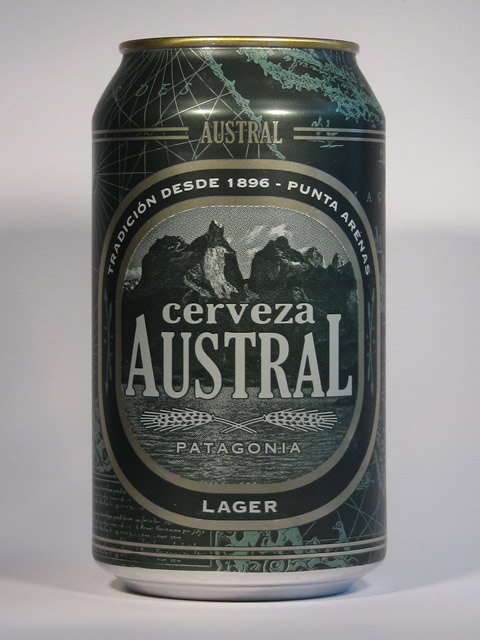 AUSTRAL
TRADICIÓN DESDE 1896 - PUNTA ARENAS
cerveza
AUSTRAL
PATAGONIA
LAGER